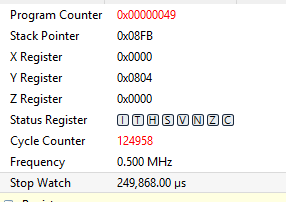 Program Counter 0x00000049
Stack Pointer 0x08FB
X Register 0x0000
Y Register 0x0804
Z Register 0x0000
Status Register I T H S V N Z C
Cycle Counter 124958
Frequency 0.500 MHz
Stop Watch 249,868.00 µs